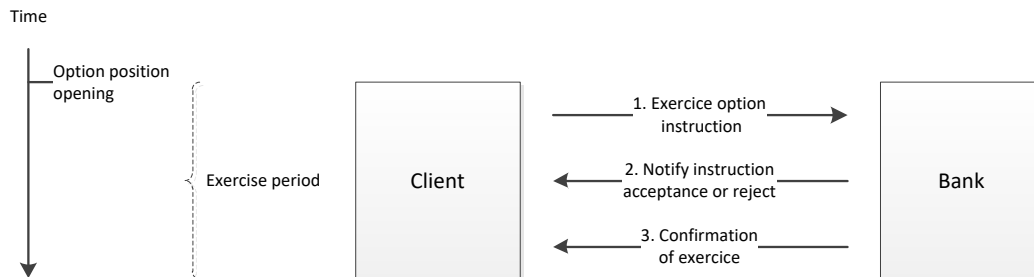 Time
Option position
opening
Exercise period
Client
1. Exercice option
instruction
2. Notify instruction
acceptance or reject
3. Confirmation
of exercice
Bank